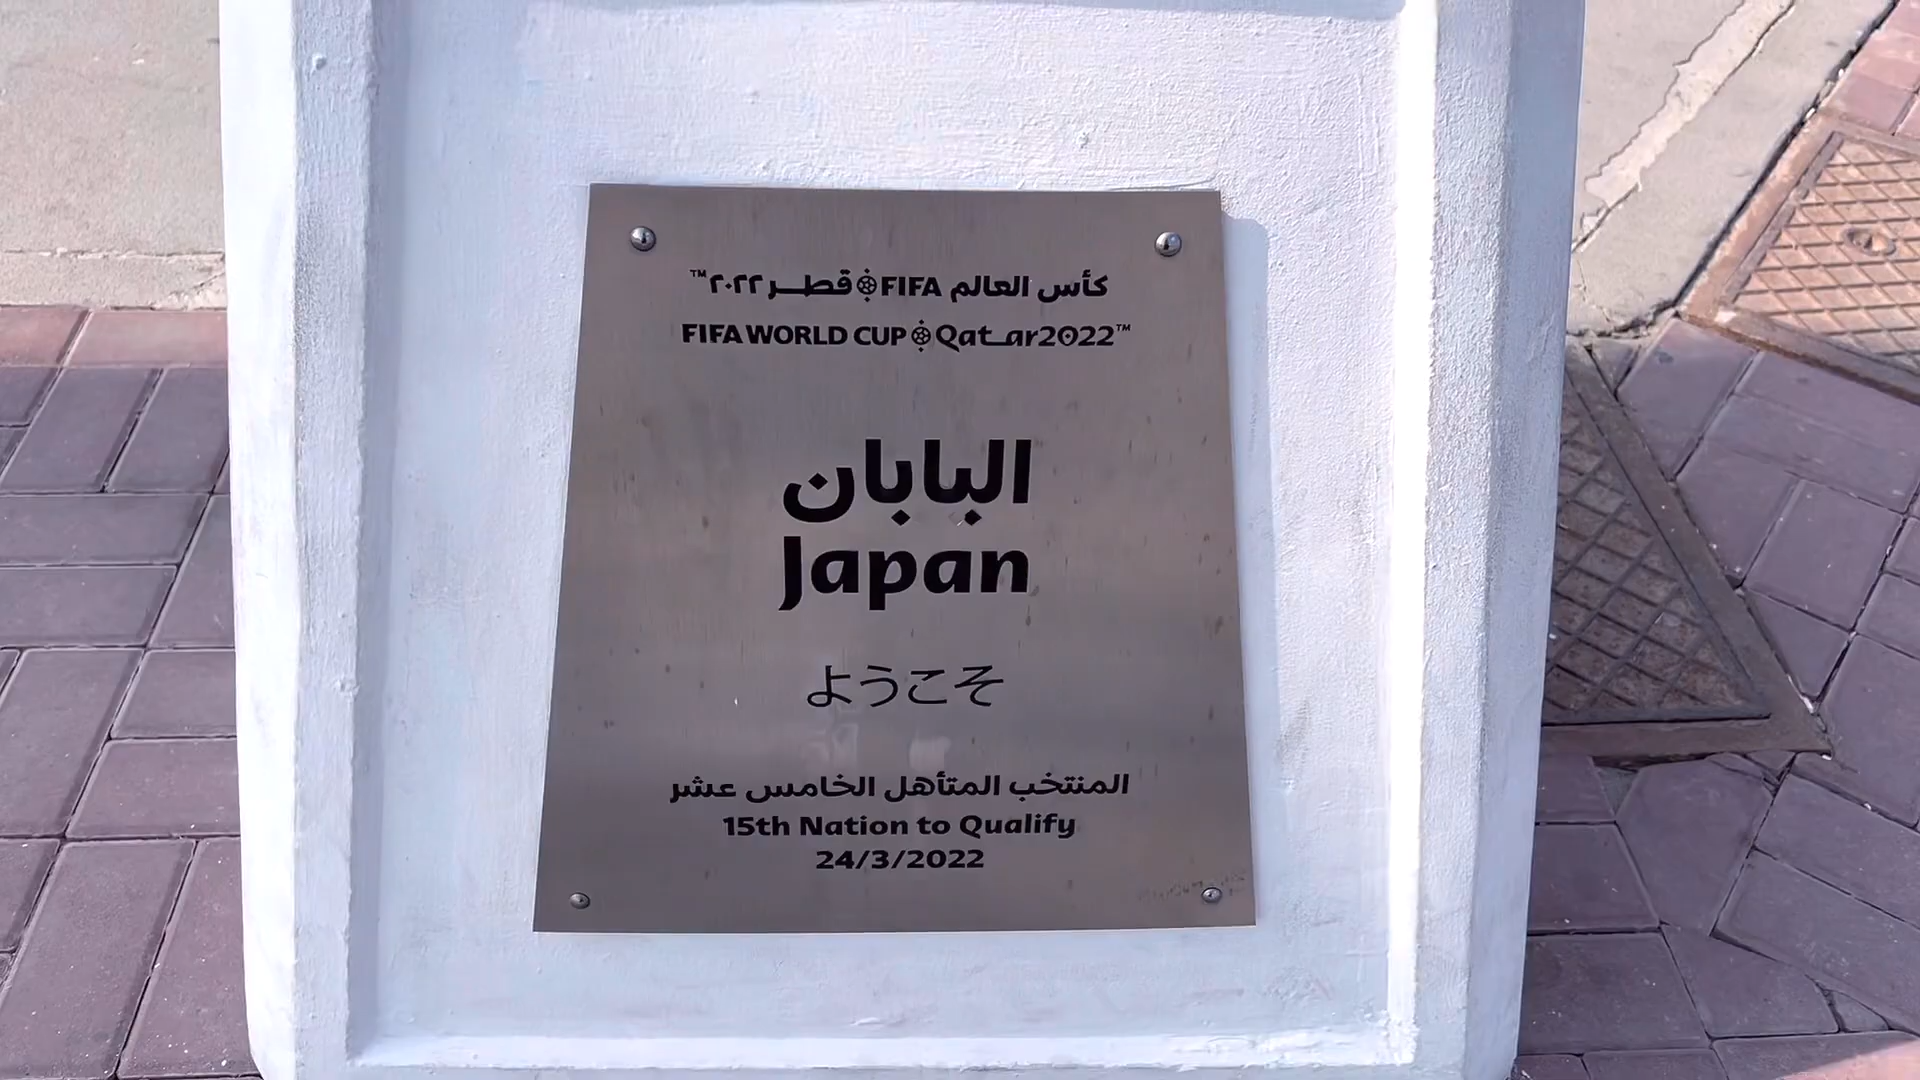 كأس العالم FIFA قطر ٢٠٢٢™
FIFA WORLD CUP Qatar2022™
اليابان
Japan
ようこそ
المنتخب المتأهل الخامس عشر
15th Nation to Qualify
24/3/2022